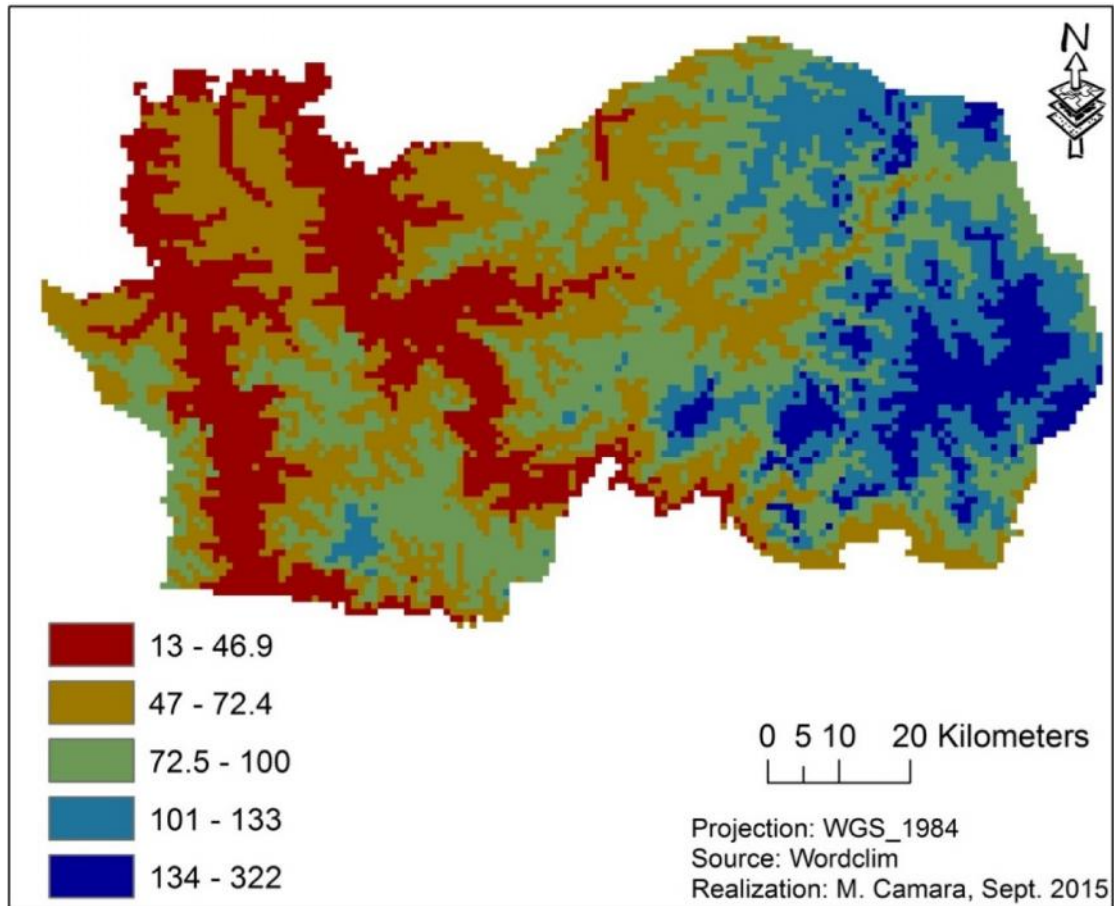 N
13 - 46.9
47 - 72.4
72.5 - 100
101 - 133
134 - 322
0 5 10 20 Kilometers
Projection: WGS_1984
Source: Wordclim
Realization: M. Camara, Sept. 2015